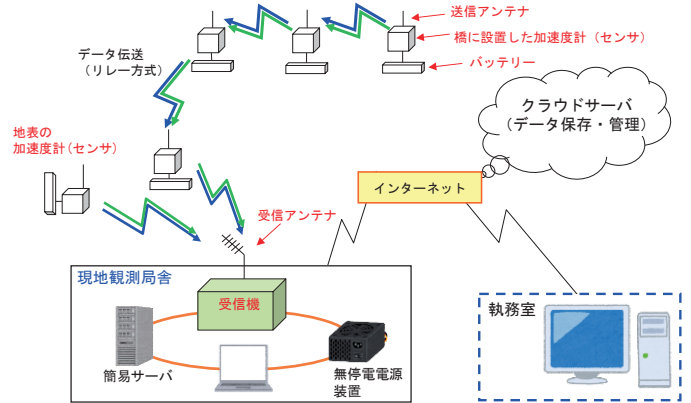 送信アンテナ
橋に設置した加速度計（センサ）
バッテリー
データ伝送
（リレー方式）
クラウドサーバ
（データ保存・管理）
地表の
加速度計（センサ）
インターネット
受信アンテナ
現地観測局舎
受信機
執務室
簡易サーバ
無停電電源
装置